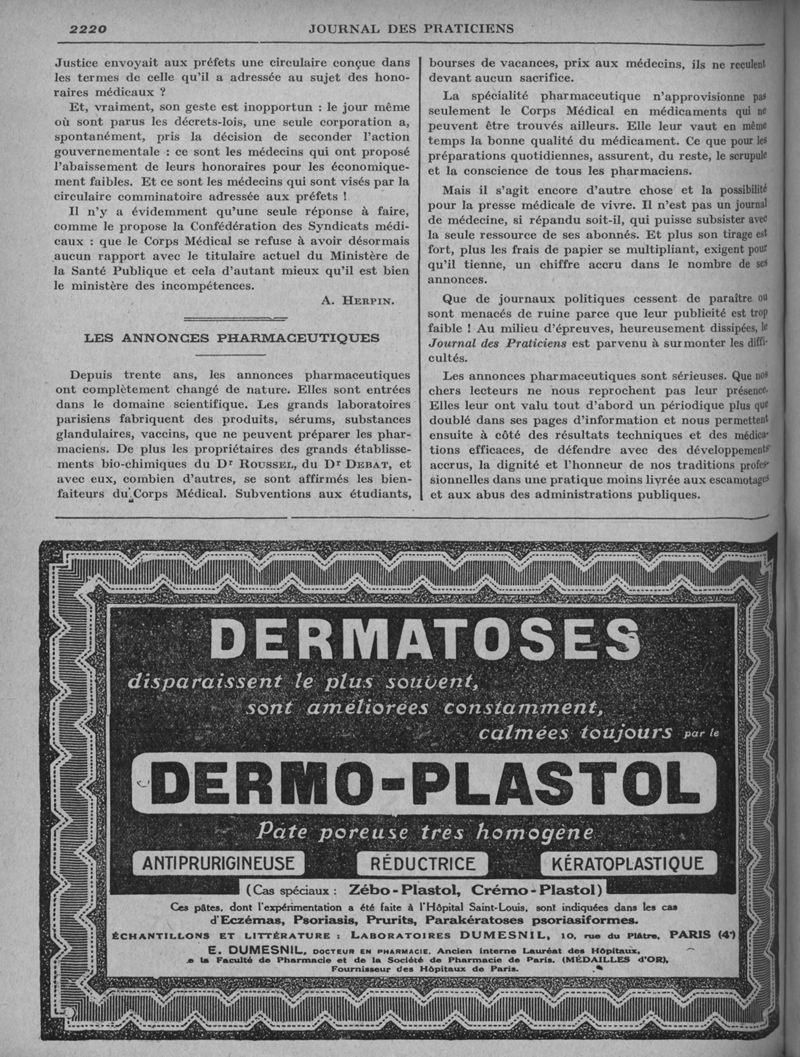 2220
JOURNAL DES PRATICIENS
Justice envoyait aux préfets une circulaire conçue dans
les termes de celle qu'il a adressée au sujet des hono-
raires médicaux ?
Et, vraiment, son geste est inopportun : le jour même
où sont parus les décrets-lois, une seule corporation a,
spontanément, pris la décision de seconder l'action
gouvernementale : ce sont les médecins qui ont proposé
l'abaissement de leurs honoraires pour les économique-
ment faibles. Et ce sont les médecins qui sont visés par la
circulaire comminatoire adressée aux préfets !
Il n'y a évidemment qu'une seule réponse à faire,
comme le propose la Confédération des Syndicats médi-
caux : que le Corps Médical se refuse à avoir désormais
aucun rapport avec le titulaire actuel du Ministère de
la Santé Publique et cela d'autant mieux qu'il est bien
le ministère des incompétences.
A. HERPIN.
LES ANNONCES PHARMACEUTIQUES
Depuis trente ans, les annonces pharmaceutiques
ont complètement changé de nature. Elles sont entrées
dans le domaine scientifique. Les grands laboratoires
parisiens fabriquent des produits, sérums, substances
glandulaires, vaccins, que ne peuvent préparer les phar-
maciens. De plus les propriétaires des grands établisse-
ments bio-chimiques du Dr ROUSSEL, du Dr DEBAT, et
avec eux, combien d'autres, se sont affirmés les bien-
faiteurs du Corps Médical. Subventions aux étudiants,
bourses de vacances, prix aux médecins, ils ne reculent
devant aucun sacrifice.
La spécialité pharmaceutique n'approvisionne pas
seulement le Corps Médical en médicaments qui ne
peuvent être trouvés ailleurs. Elle leur vaut en même
temps la bonne qualité du médicament. Ce que pour les
préparations quotidiennes, assurent, du reste, le scrupule
et la conscience de tous les pharmaciens.
Mais il s'agit encore d'autre chose et la possibilité
pour la presse médicale de vivre. Il n'est pas un journal
de médecine, si répandu soit-il, qui puisse subsister avec
la seule ressource de ses abonnés. Et plus son tirage est
fort, plus les frais de papier se multipliant, exigent pour
qu'il tienne, un chiffre accru dans le nombre de ses
annonces.
Que de journaux politiques cessent de paraître ou
sont menacés de ruine parce que leur publicité est trop
faible ! Au milieu d'épreuves, heureusement dissipées, le
Journal des Praticiens est parvenu à surmonter les diffi-
cultés.
Les annonces pharmaceutiques sont sérieuses. Que nos
chers lecteurs ne nous reprochent pas leur présence.
Elles leur ont valu tout d'abord un périodique plus que
doublé dans ses pages d'information et nous permettent
ensuite à côté des résultats techniques et des médica-
tions efficaces, de défendre avec des développements
accrus, la dignité et l'honneur de nos traditions profes-
sionnelles dans une pratique moins livrée aux escamotages
et aux abus des administrations publiques.
DERMATOSES
disparaissent le plus souvent,
sont améliorées constamment,
calmées toujours par le
DERMO-PLASTOL
Pâte poreuse très homogène
ANTIPRURIGINEUSE RÉDUCTRICE KÉRATOPLASTIQUE
(Cas spéciaux : Zébo-Plastol, Crémo-Plastol)
Ces pâtes, dont l'expérimentation a été faite à l'Hôpital Saint-Louis, sont indiquées dans les cas
d'Eczémas, Psoriasis, Prurits, Parakératoses psoriasiformes.
ÉCHANTILLONS ET LITTÉRATURE : LABORATOIRES DUMESNIL, 10, rue du Plâtre, PARIS (4e)
E. DUMESNIL, DOCTEUR EN PHARMACIE, Ancien Interne Lauréat des Hôpitaux,
la Faculté de Pharmacie et de la Société de Pharmacie de Paris. (MÉDAILLES d'OR),
Fournisseur des Hôpitaux de Paris.